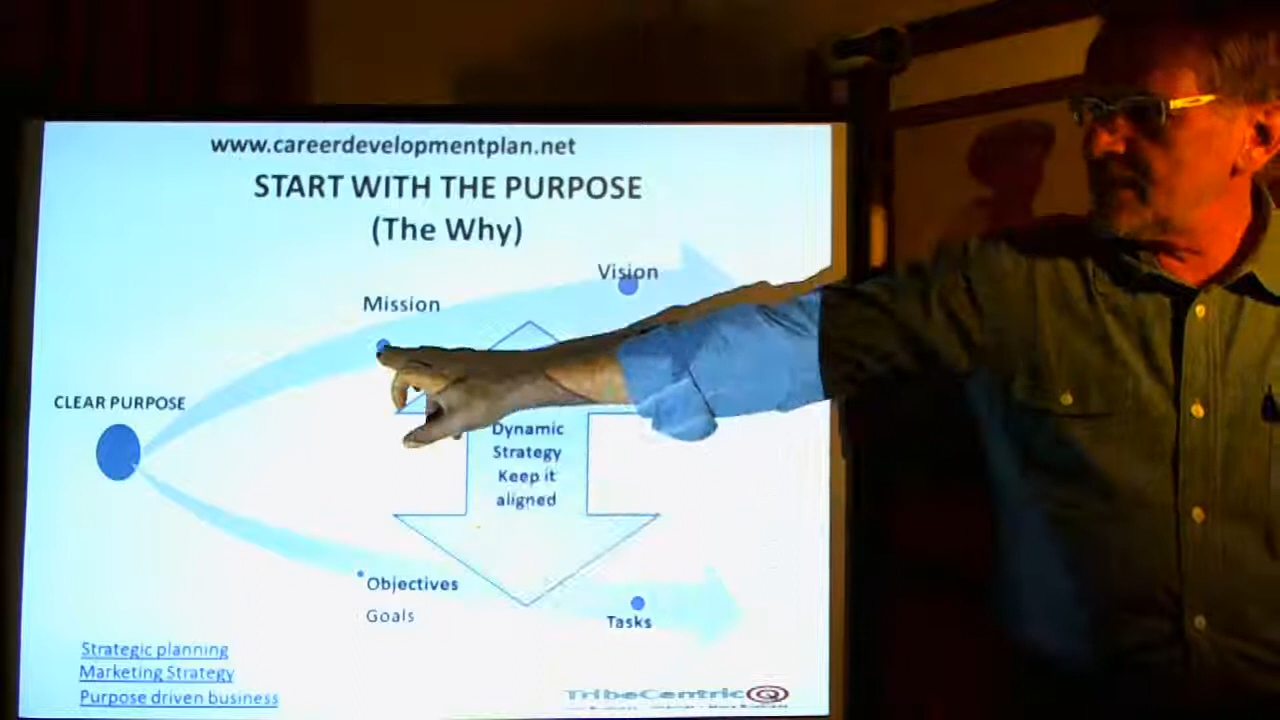 www.careerdevelopmentplan.net
START WITH THE PURPOSE
(The Why)
Vision
Mission
CLEAR PURPOSE
Dynamic
Strategy
Keep it
aligned
Objectives
Goals
Tasks
Strategic planning
Marketing Strategy
Purpose driven business
TribeCentric